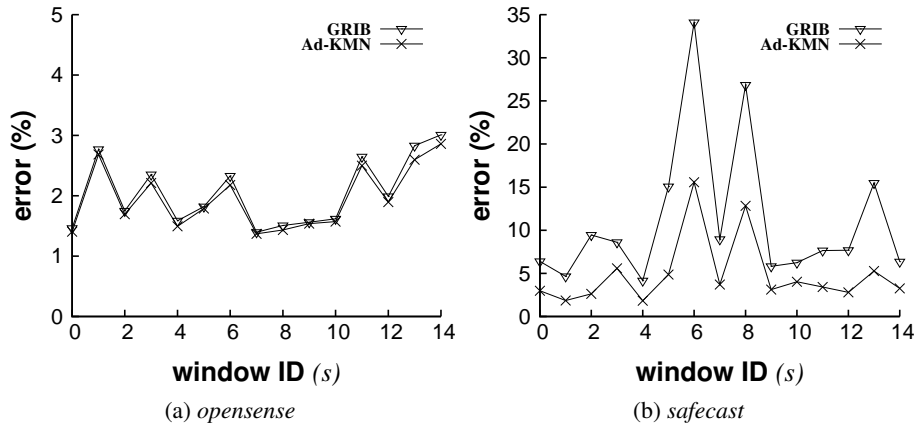 5
4
3
2
1
0
error (%)
0 2 4 6 8 10 12 14
window ID (s)
GRIB
Ad-KMN
(a) opensense
35
30
25
20
15
10
5
0
error (%)
0 2 4 6 8 10 12 14
window ID (s)
GRIB
Ad-KMN
(b) safecast